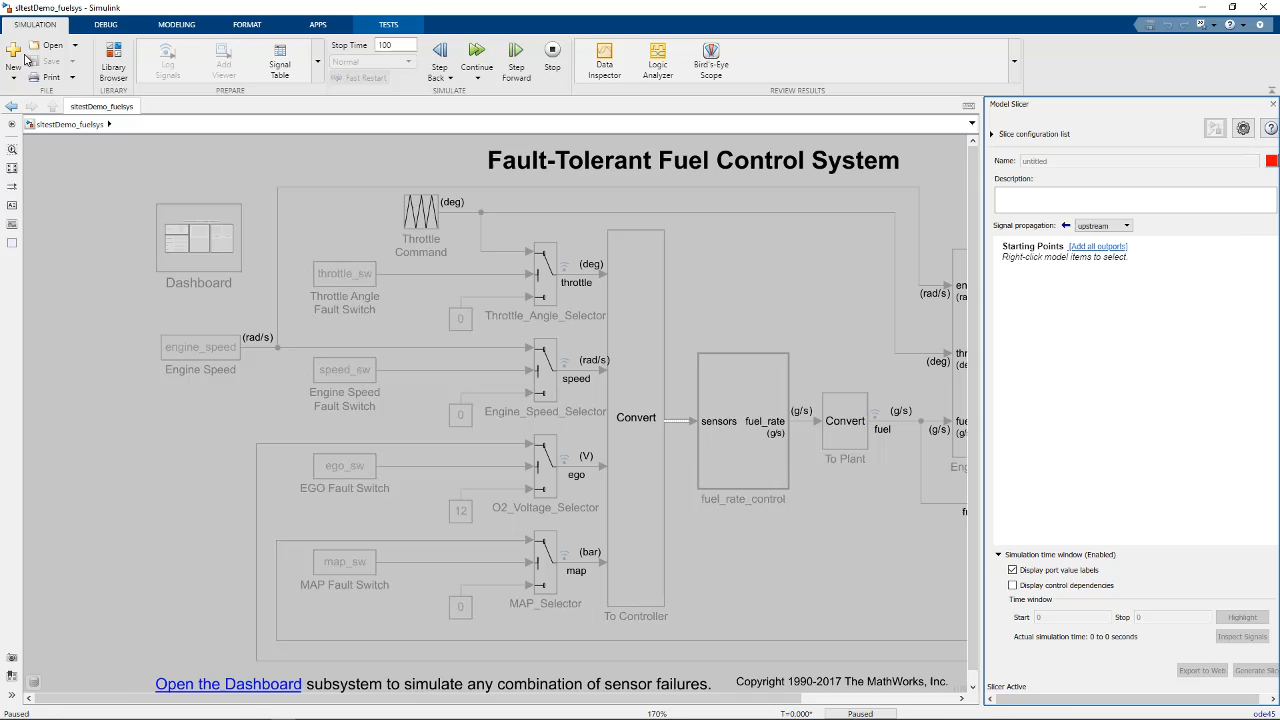 sltestDemo_fuelsys - Simulink
SIMULATION DEBUG MODELING FORMAT APPS TESTS
New Open Save Print
Library Browser
Log Signals Add Viewer Signal Table
Stop Time 100
Normal
Fast Restart
Step Back Continue Step Forward Stop
Data Inspector Logic Analyzer Bird's-Eye Scope
FILE LIBRARY PREPARE SIMULATE REVIEW RESULTS
sltestDemo_fuelsys
sltestDemo_fuelsys
Fault-Tolerant Fuel Control System
(deg)
Throttle Command
Dashboard
throttle_sw
Throttle Angle Fault Switch
0
(deg)
throttle
Throttle_Angle_Selector
engine_speed
(rad/s)
Engine Speed
speed_sw
Engine Speed Fault Switch
0
(rad/s)
speed
Engine_Speed_Selector
ego_sw
EGO Fault Switch
12
(V)
ego
O2_Voltage_Selector
map_sw
MAP Fault Switch
0
(bar)
map
MAP_Selector
Convert
To Controller
sensors fuel_rate
(g/s)
fuel_rate_control
(g/s)
Convert
To Plant
(g/s)
fuel
(rad/s)
(deg)
(g/s)
Open the Dashboard subsystem to simulate any combination of sensor failures.
Copyright 1990-2017 The MathWorks, Inc.
Model Slicer
Slice configuration list
Name: untitled
Description:
Signal propagation: upstream
Starting Points [Add all outports]
Right-click model items to select.
Simulation time window (Enabled)
Display port value labels
Display control dependencies
Time window
Start 0 Stop 0 Highlight
Actual simulation time: 0 to 0 seconds Inspect Signals
Export to Web Generate Slic
Slicer Active
Paused 170% T=0.000* Paused ode45